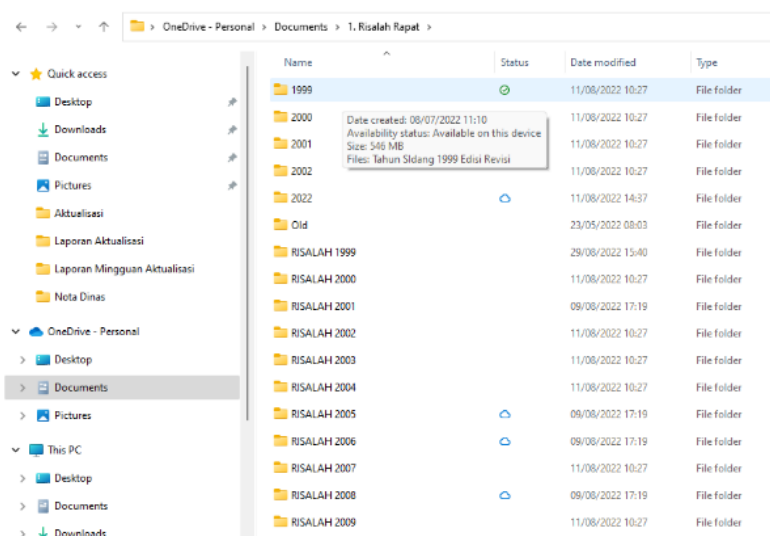 OneDrive - Personal > Documents > 1. Risalah Rapat >
Name Status Date modified Type
Quick access
Desktop
Downloads
Documents
Pictures
Aktualisasi
Laporan Aktualisasi
Laporan Mingguan Aktualisasi
Nota Dinas
OneDrive - Personal
Desktop
Documents
Pictures
This PC
Desktop
Documents
Downloads
1999 11/08/2022 10:27 File folder
2000 11/08/2022 10:27 File folder
2001 11/08/2022 10:27 File folder
2002 11/08/2022 10:27 File folder
2022 11/08/2022 14:37 File folder
Old 23/05/2022 08:03 File folder
RISALAH 1999 29/08/2022 15:40 File folder
RISALAH 2000 11/08/2022 10:27 File folder
RISALAH 2001 09/08/2022 17:19 File folder
RISALAH 2002 11/08/2022 10:27 File folder
RISALAH 2003 11/08/2022 10:27 File folder
RISALAH 2004 11/08/2022 10:27 File folder
RISALAH 2005 09/08/2022 17:19 File folder
RISALAH 2006 09/08/2022 17:19 File folder
RISALAH 2007 11/08/2022 10:27 File folder
RISALAH 2008 09/08/2022 17:19 File folder
RISALAH 2009 11/08/2022 10:27 File folder
Date created: 08/07/2022 11:10
Availability status: Available on this device
Size: 546 MB
Files: Tahun SIdang 1999 Edisi Revisi